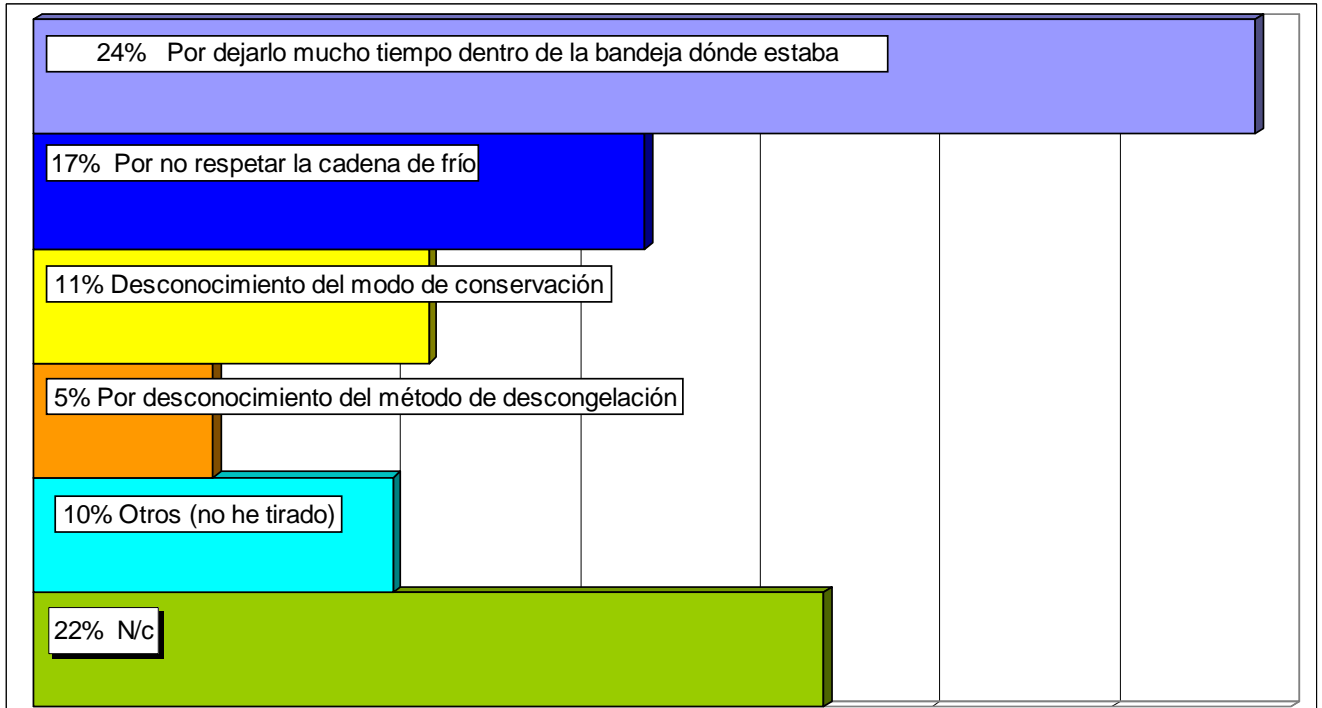 24% Por dejarlo mucho tiempo dentro de la bandeja dónde estaba
17% Por no respetar la cadena de frío
11% Desconocimiento del modo de conservación
5% Por desconocimiento del método de descongelación
10% Otros (no he tirado)
22% N/c